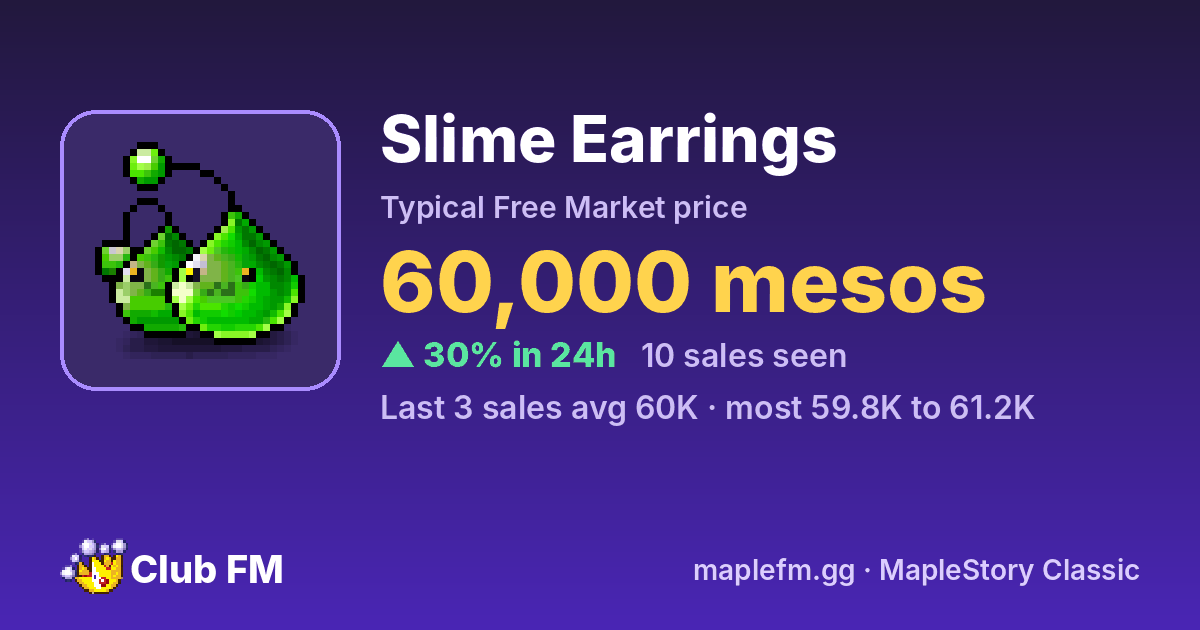 Slime Earrings
Typical Free Market price
60,000 mesos
▲ 30% in 24h 10 sales seen
Last 3 sales avg 60K · most 59.8K to 61.2K
Club FM
maplefm.gg · MapleStory Classic